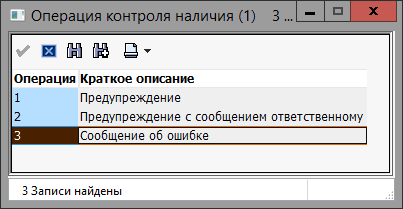 Операция контроля наличия (1) 3 ...
Операция Краткое описание
1 Предупреждение
2 Предупреждение с сообщением ответственному
3 Сообщение об ошибке
3 Записи найдены